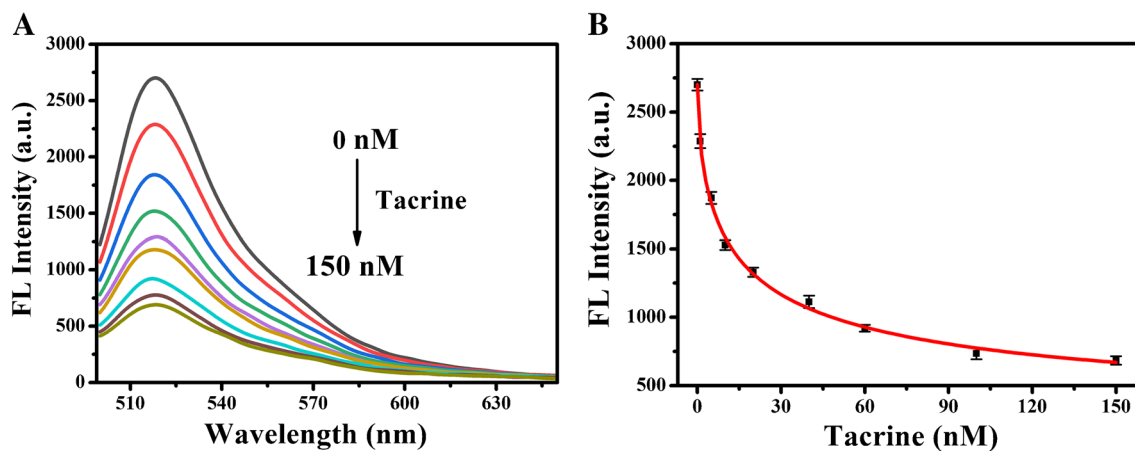 A
FL Intensity (a.u.)
3000
2500
2000
1500
1000
500
0
510
540
570
600
630
Wavelength (nm)
0 nM
Tacrine
150 nM
B
FL Intensity (a.u.)
3000
2500
2000
1500
1000
500
0
30
60
90
120
150
Tacrine (nM)